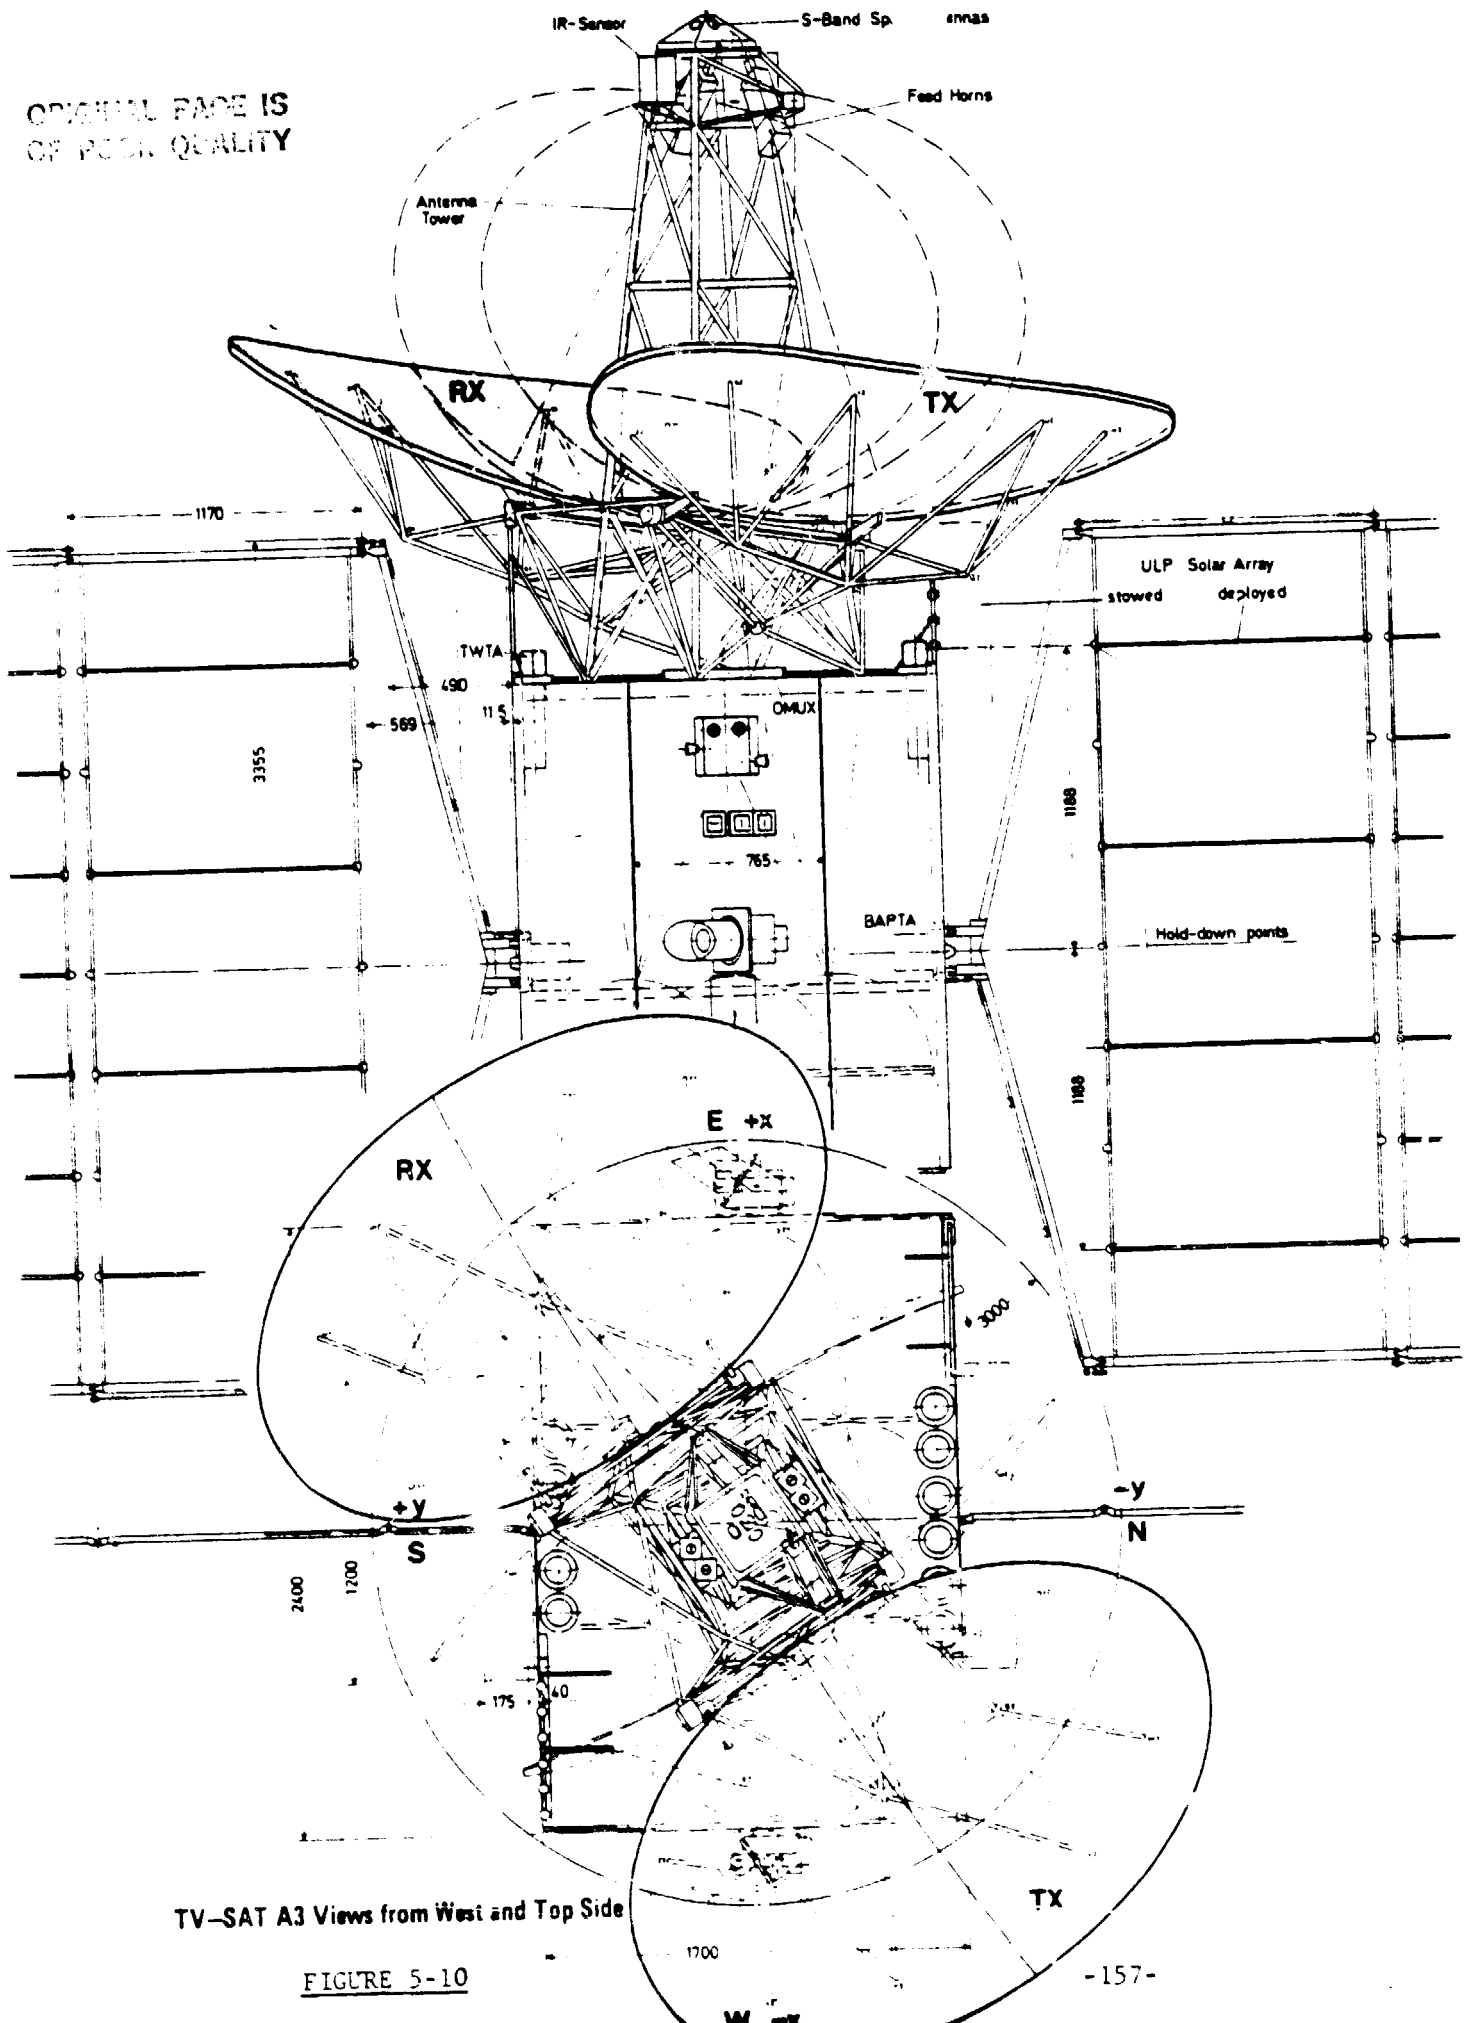 IR-Sensor
S-Band
ORIGINAL PAGE IS
OF POOR QUALITY
Feed Horns
Antenna
Tower
RX
TX
1170
ULP Solar Array
stowed deployed
TWTA
490
115
OMUX
569
3355
1188
765
BAPTA
Hold-down points
1188
E +x
RX
3000
+y
S
-y
N
2400
1200
175
40
TX
TV-SAT A3 Views from West and Top Side
1700
FIGURE 5-10
-157-
W -x